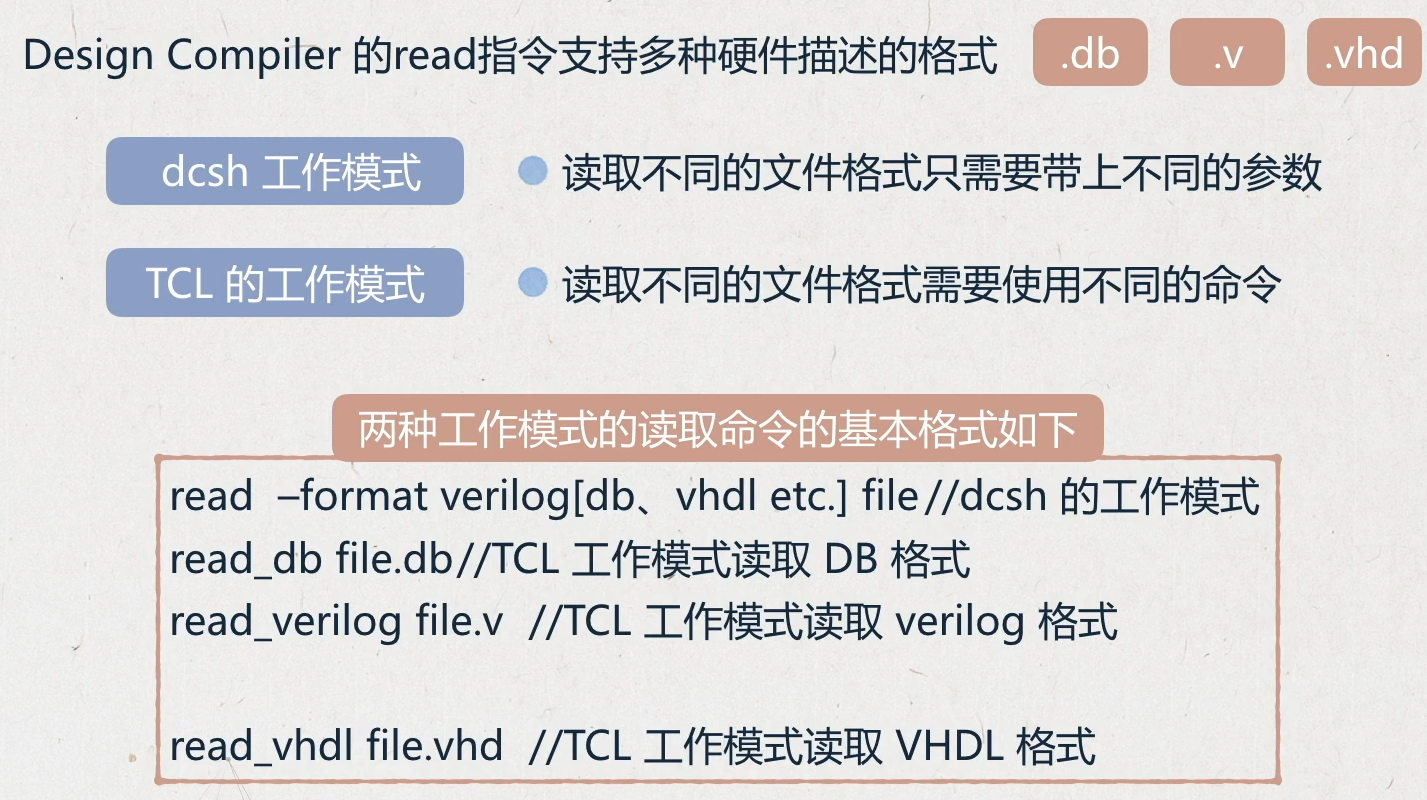 Design Compiler 的read指令支持多种硬件描述的格式 .db .v .vhd
dcsh 工作模式 读取不同的文件格式只需要带上不同的参数
TCL 的工作模式 读取不同的文件格式需要使用不同的命令
两种工作模式的读取命令的基本格式如下
read –format verilog[db、vhdl etc.] file//dcsh 的工作模式
read_db file.db//TCL 工作模式读取 DB 格式
read_verilog file.v //TCL 工作模式读取 verilog 格式
read_vhdl file.vhd //TCL 工作模式读取 VHDL 格式